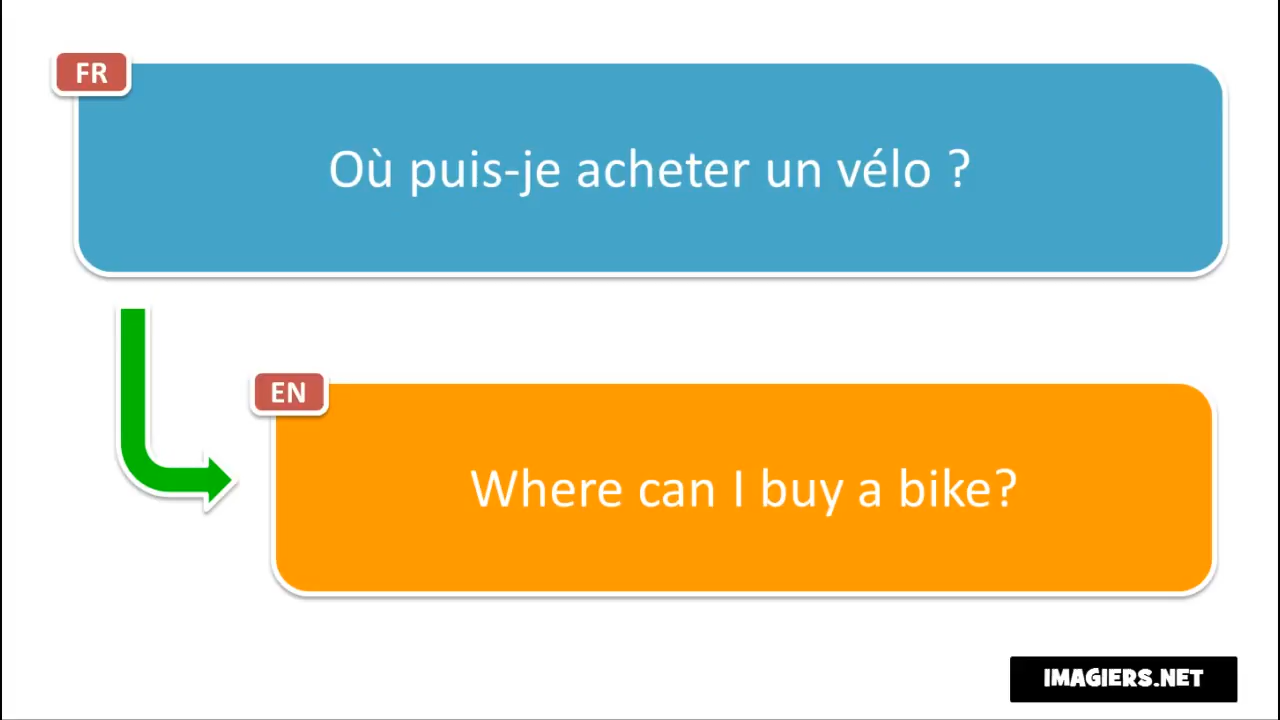 FR
Où puis-je acheter un vélo ?
EN
Where can I buy a bike?
IMAGIERS.NET